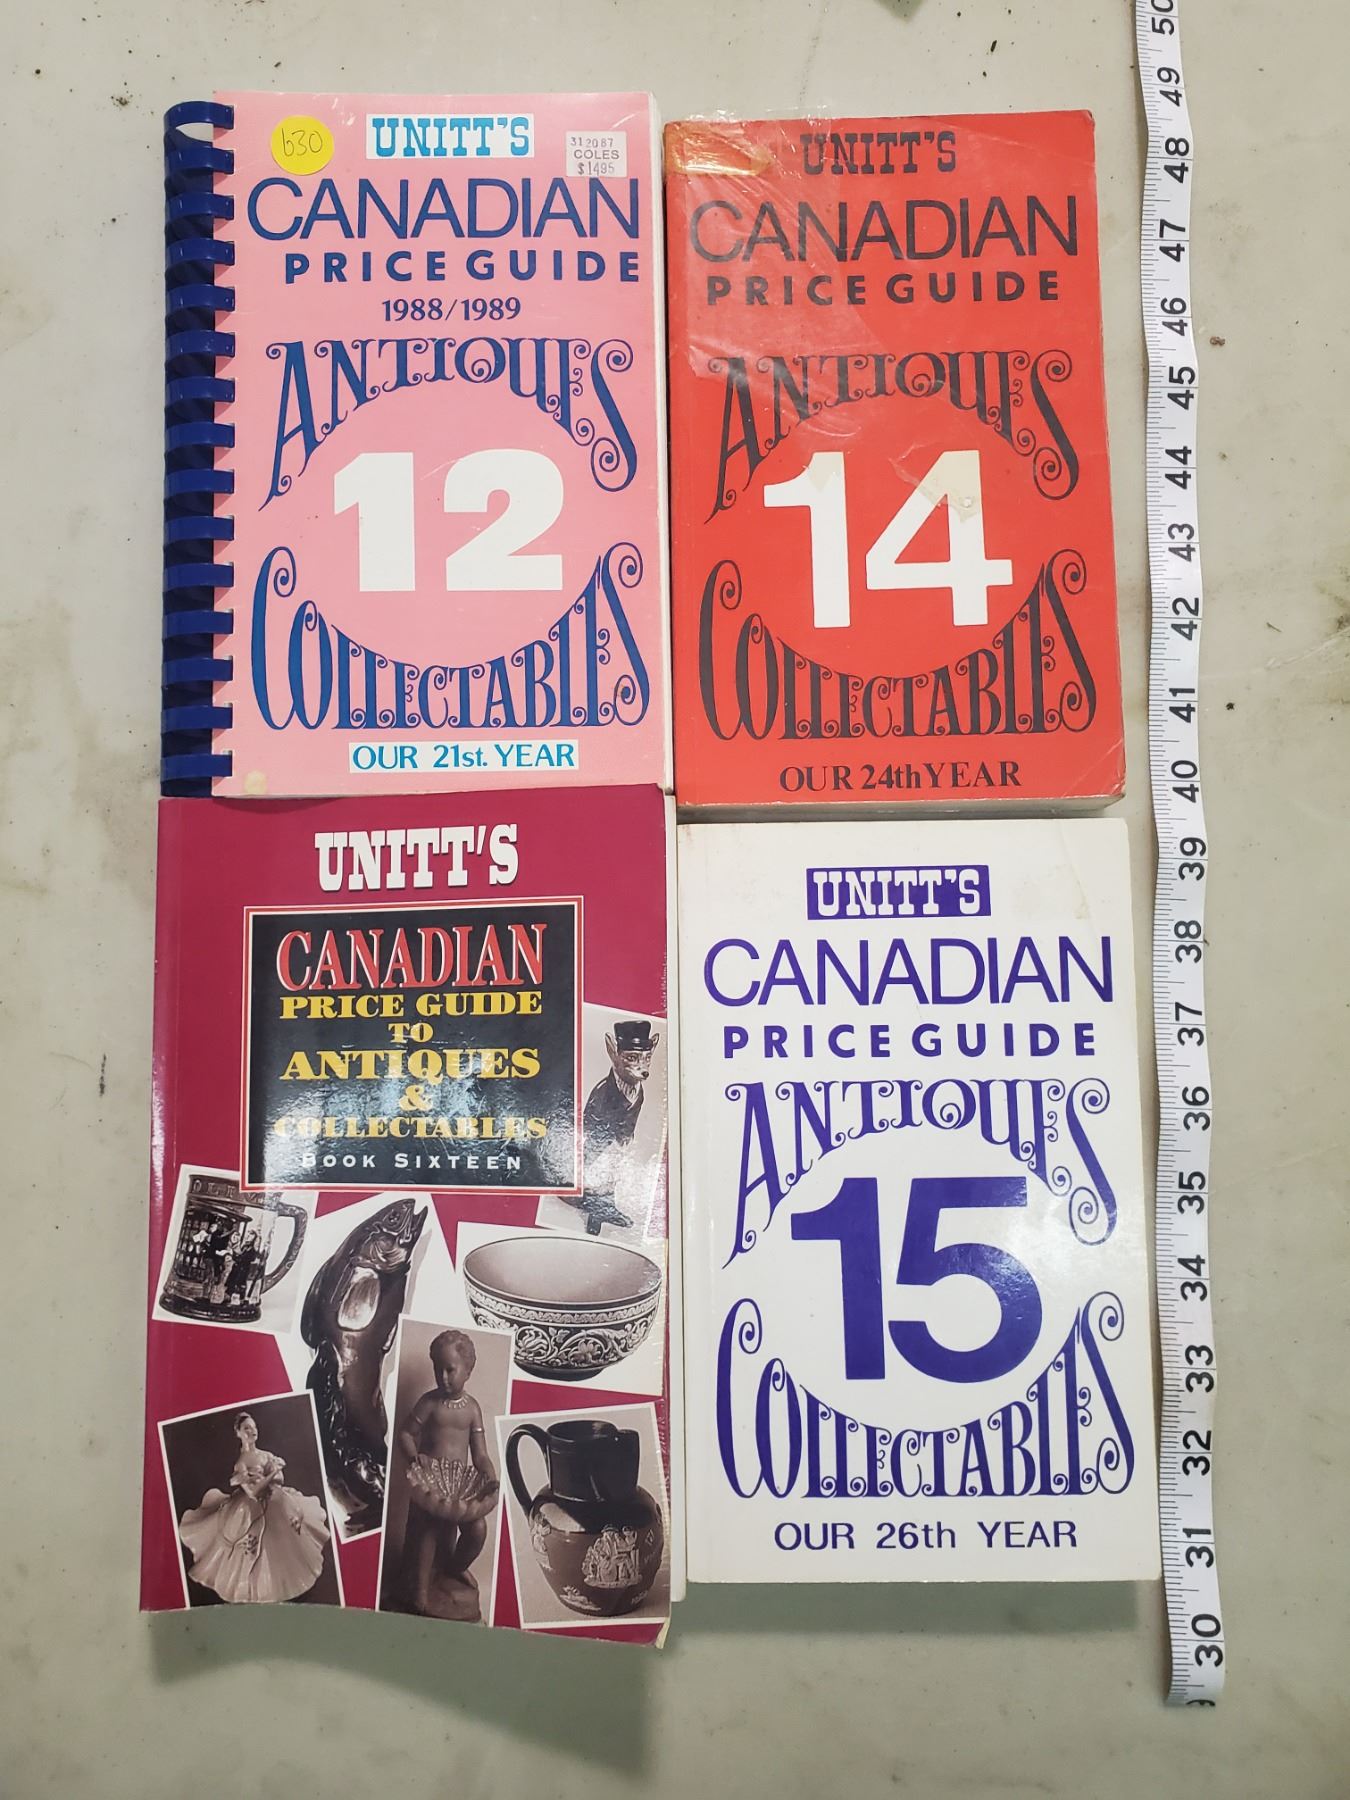 630
UNITT'S
312087
COLES
$1495
CANADIAN
PRICE GUIDE
1988/1989
ANTIQUES
12
COLLECTABLES
OUR 21st. YEAR
UNITT'S
CANADIAN
PRICE GUIDE
ANTIQUES
14
COLLECTABLES
OUR 24th YEAR
UNITT'S
CANADIAN
PRICE GUIDE
TO
ANTIQUES
&
COLLECTABLES
BOOK SIXTEEN
UNITT'S
CANADIAN
PRICE GUIDE
ANTIQUES
15
COLLECTABLES
OUR 26th YEAR
50
49
48
47
46
45
44
43
42
41
40
39
38
37
36
35
34
33
32
31
30